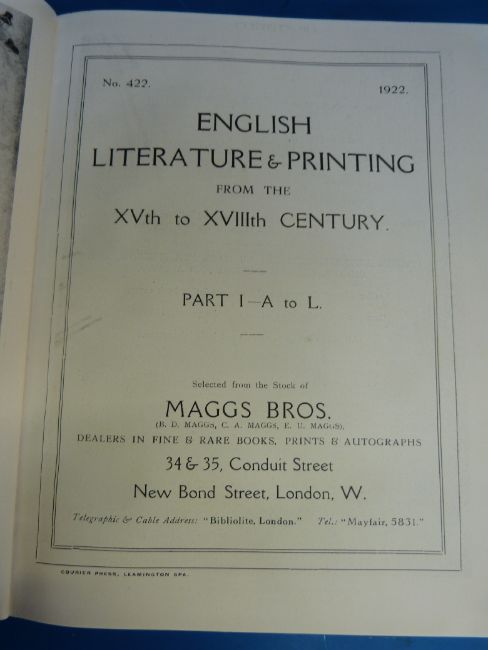 No. 422.
1922.
ENGLISH
LITERATURE & PRINTING
FROM THE
XVth to XVIIIth CENTURY.
PART I—A to L.
Selected from the Stock of
MAGGS BROS.
(B. D. MAGGS, C. A. MAGGS, E. U. MAGGS),
DEALERS IN FINE & RARE BOOKS, PRINTS & AUTOGRAPHS
34 & 35, Conduit Street
New Bond Street, London, W.
Telegraphic & Cable Address: "Bibliolite, London." Tel.: "Mayfair, 5831."
COURIER PRESS, LEAMINGTON SPA.